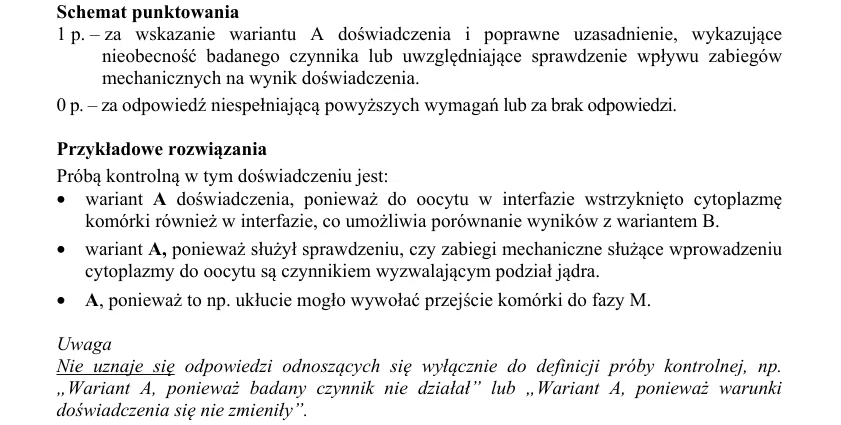 Schemat punktowania
1 p. – za wskazanie wariantu A doświadczenia i poprawne uzasadnienie, wykazujące
nieobecność badanego czynnika lub uwzględniające sprawdzenie wpływu zabiegów
mechanicznych na wynik doświadczenia.
0 p. – za odpowiedź niespełniającą powyższych wymagań lub za brak odpowiedzi.
Przykładowe rozwiązania
Próbą kontrolną w tym doświadczeniu jest:
• wariant A doświadczenia, ponieważ do oocytu w interfazie wstrzyknięto cytoplazmę
komórki również w interfazie, co umożliwia porównanie wyników z wariantem B.
• wariant A, ponieważ służył sprawdzeniu, czy zabiegi mechaniczne służące wprowadzeniu
cytoplazmy do oocytu są czynnikiem wyzwalającym podział jądra.
• A, ponieważ to np. ukłucie mogło wywołać przejście komórki do fazy M.
Uwaga
Nie uznaje się odpowiedzi odnoszących się wyłącznie do definicji próby kontrolnej, np.
„Wariant A, ponieważ badany czynnik nie działał” lub „Wariant A, ponieważ warunki
doświadczenia się nie zmieniły”.